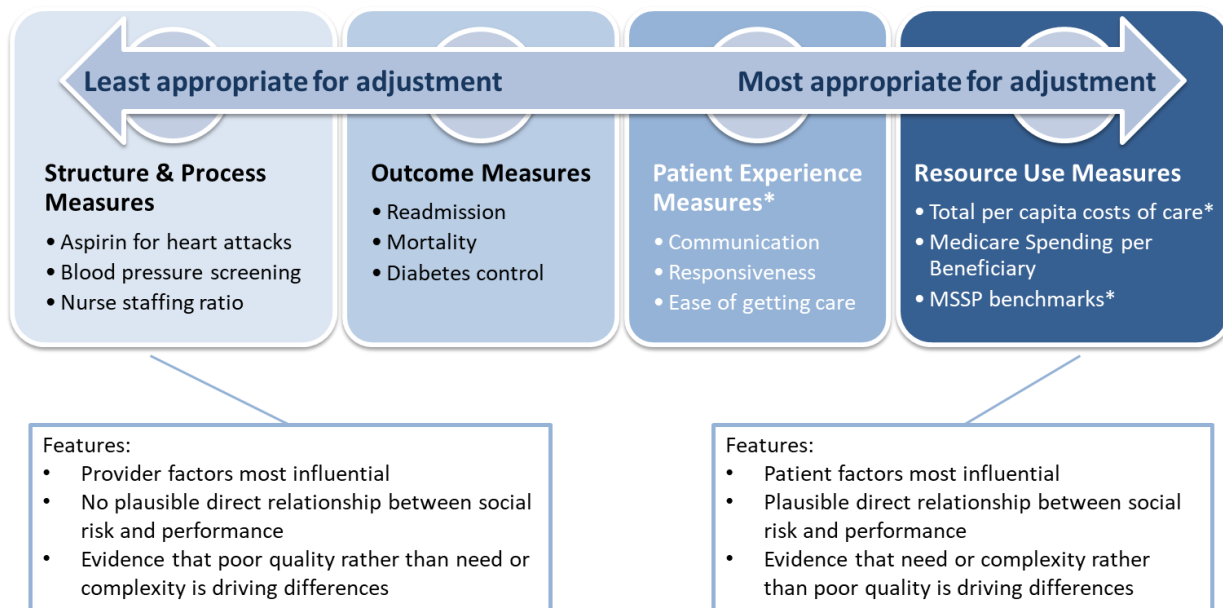 Least appropriate for adjustment
Most appropriate for adjustment
Structure & Process
Measures
• Aspirin for heart attacks
• Blood pressure screening
• Nurse staffing ratio
Outcome Measures
• Readmission
• Mortality
• Diabetes control
Patient Experience
Measures*
• Communication
• Responsiveness
• Ease of getting care
Resource Use Measures
• Total per capita costs of care*
• Medicare Spending per
Beneficiary
• MSSP benchmarks*
Features:
• Provider factors most influential
• No plausible direct relationship between social
risk and performance
• Evidence that poor quality rather than need or
complexity is driving differences
Features:
• Patient factors most influential
• Plausible direct relationship between social
risk and performance
• Evidence that need or complexity rather
than poor quality is driving differences